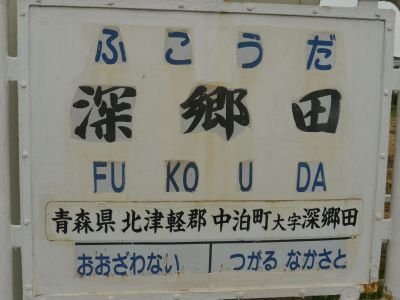 ふこうだ
深郷田
FU KO U DA
青森県 北津軽郡 中泊町 大字 深郷田
おおざわない つがる なかさと